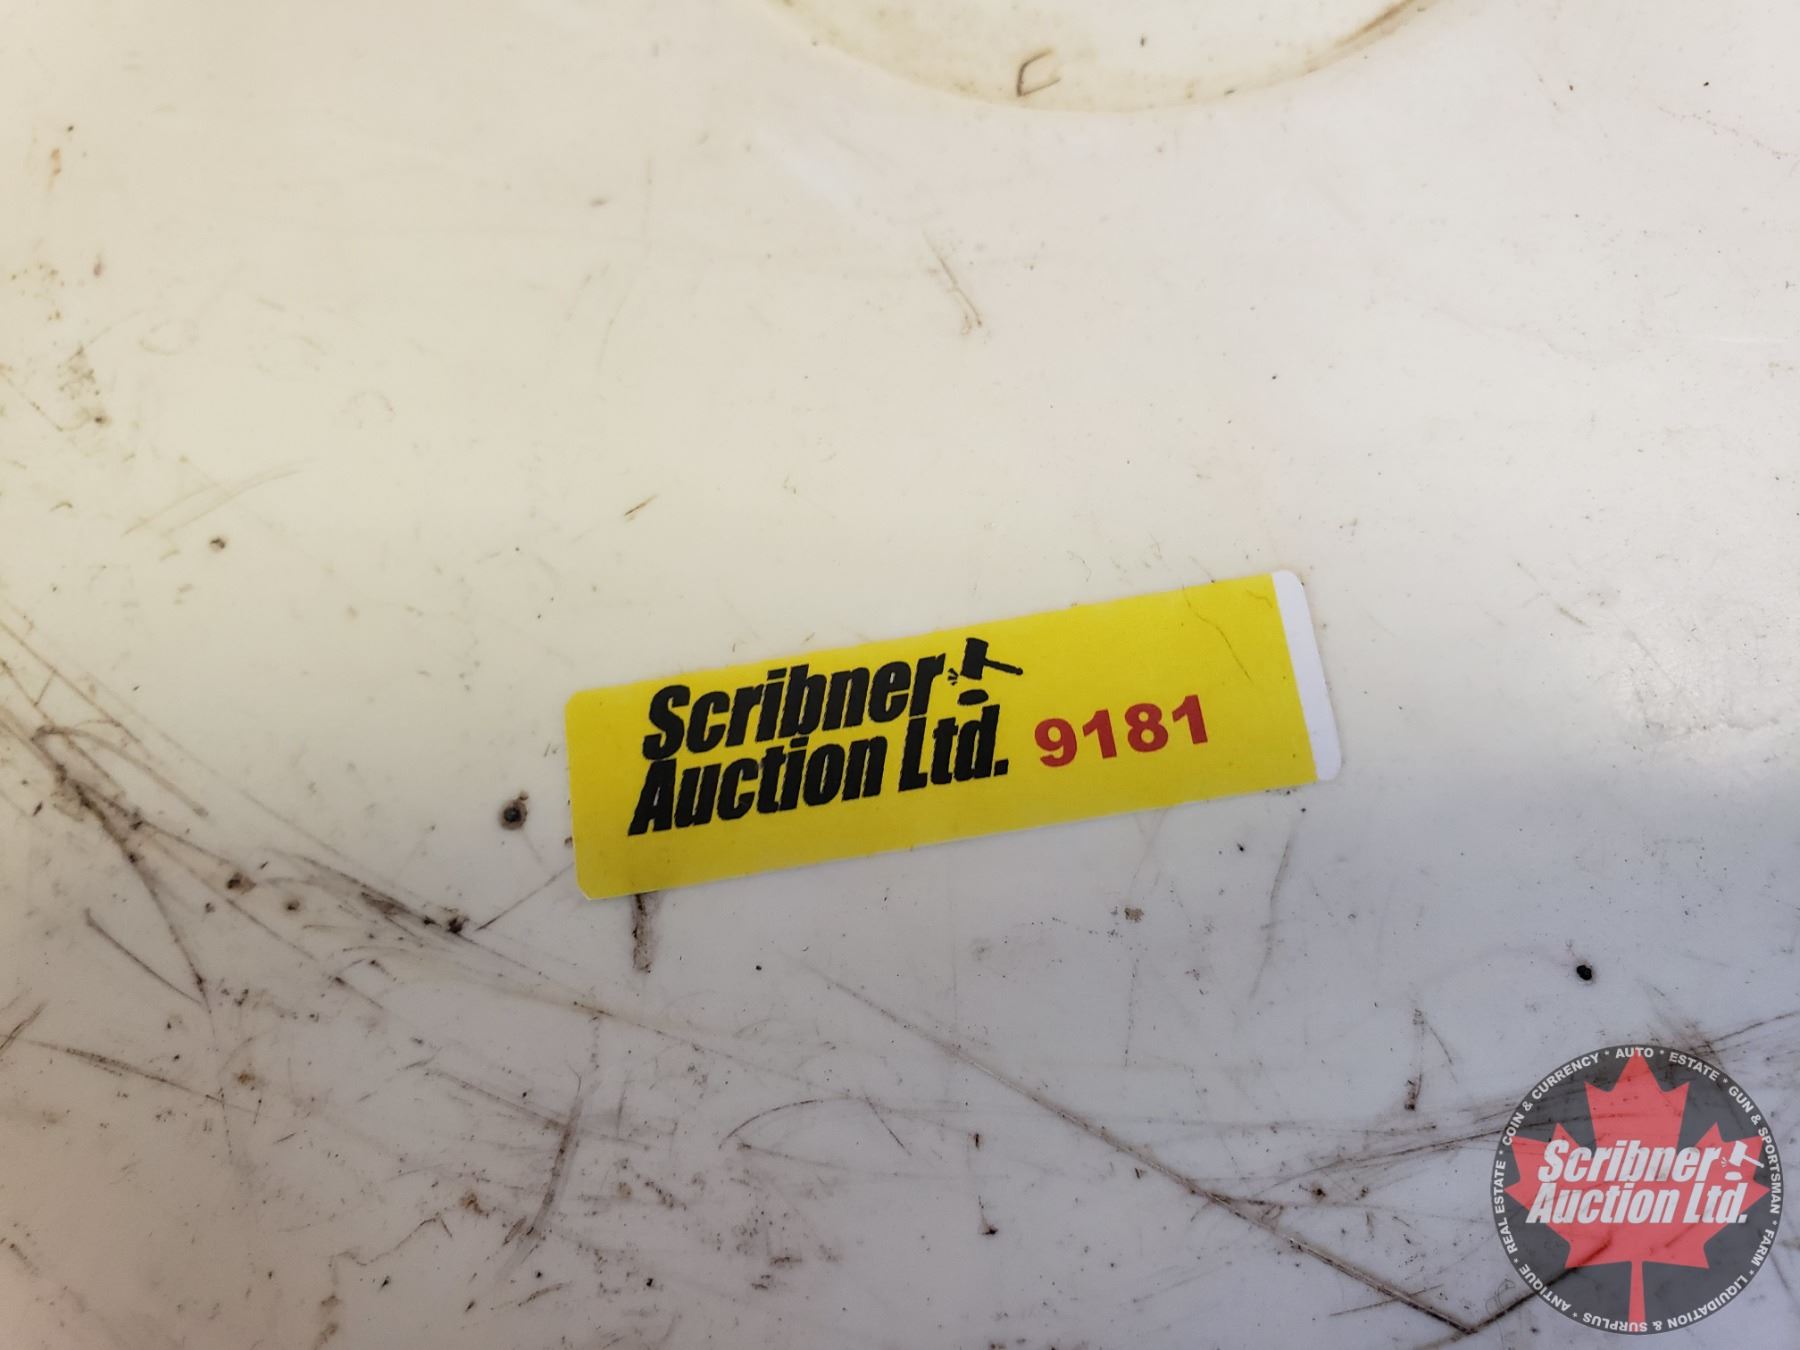 Scribner
Auction Ltd. 9181
COIN & CURRENCY * AUTO * ESTATE * GUN & SPORTSMAN * FARM * LIQUIDATION & SURPLUS * ANTIQUE * REAL ESTATE *
Scribner
Auction Ltd.